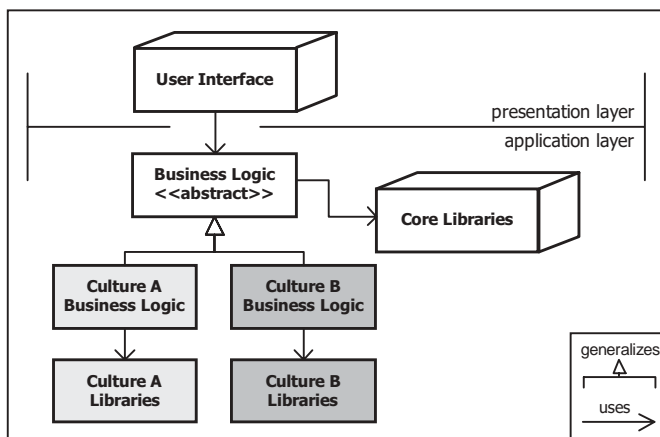 User Interface
presentation layer
application layer
Business Logic
<<abstract>>
Core Libraries
Culture A
Business Logic
Culture B
Business Logic
Culture A
Libraries
Culture B
Libraries
generalizes
uses